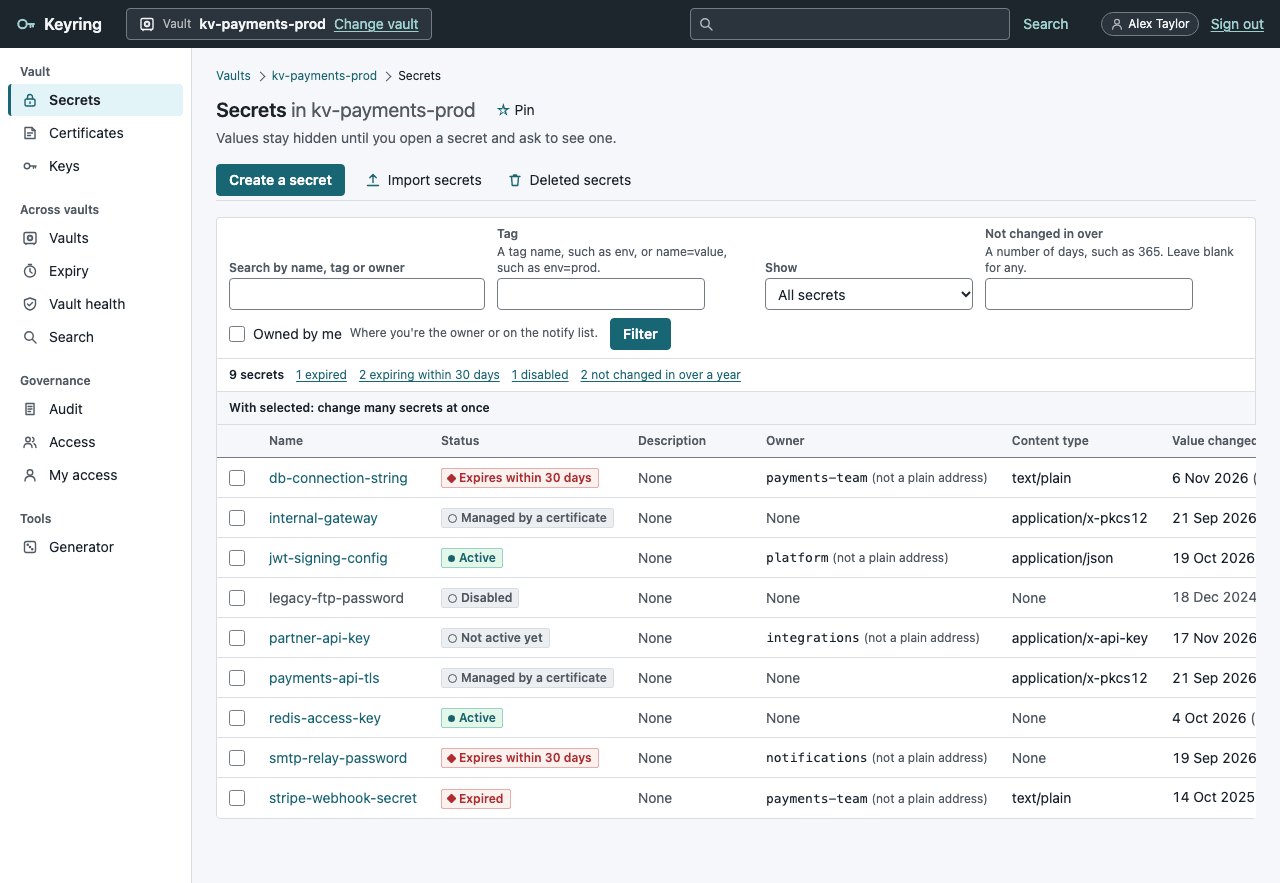 Keyring
Vault kv-payments-prod Change vault
Search
Alex Taylor
Sign out
Vault
Secrets
Certificates
Keys
Across vaults
Vaults
Expiry
Vault health
Search
Governance
Audit
Access
My access
Tools
Generator
Vaults > kv-payments-prod > Secrets
Secrets in kv-payments-prod
Pin
Values stay hidden until you open a secret and ask to see one.
Create a secret
Import secrets
Deleted secrets
Search by name, tag or owner
Tag
A tag name, such as env, or name=value,
such as env=prod.
Show
All secrets
Not changed in over
A number of days, such as 365. Leave blank
for any.
Owned by me Where you're the owner or on the notify list.
Filter
9 secrets 1 expired 2 expiring within 30 days 1 disabled 2 not changed in over a year
With selected: change many secrets at once
Name Status Description Owner Content type Value changed
db-connection-string Expires within 30 days None payments-team (not a plain address) text/plain 6 Nov 2026 (
internal-gateway Managed by a certificate None None application/x-pkcs12 21 Sep 2026
jwt-signing-config Active None platform (not a plain address) application/json 19 Oct 2026
legacy-ftp-password Disabled None None None 18 Dec 2024
partner-api-key Not active yet None integrations (not a plain address) application/x-api-key 17 Nov 2026
payments-api-tls Managed by a certificate None None application/x-pkcs12 21 Sep 2026
redis-access-key Active None None None 4 Oct 2026 (
smtp-relay-password Expires within 30 days None notifications (not a plain address) None 19 Sep 2026
stripe-webhook-secret Expired None payments-team (not a plain address) text/plain 14 Oct 2025